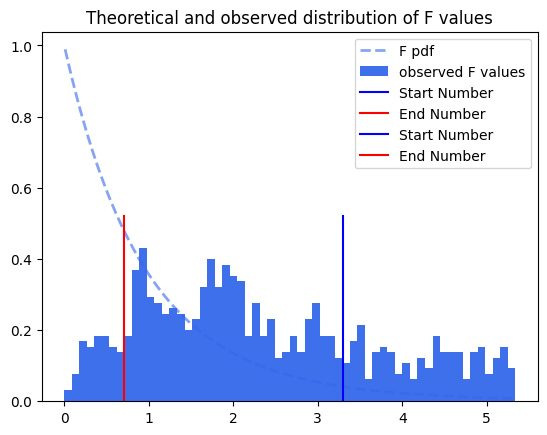 Theoretical and observed distribution of F values
F pdf
observed F values
Start Number
End Number
Start Number
End Number
1.0
0.8
0.6
0.4
0.2
0.0
0 1 2 3 4 5